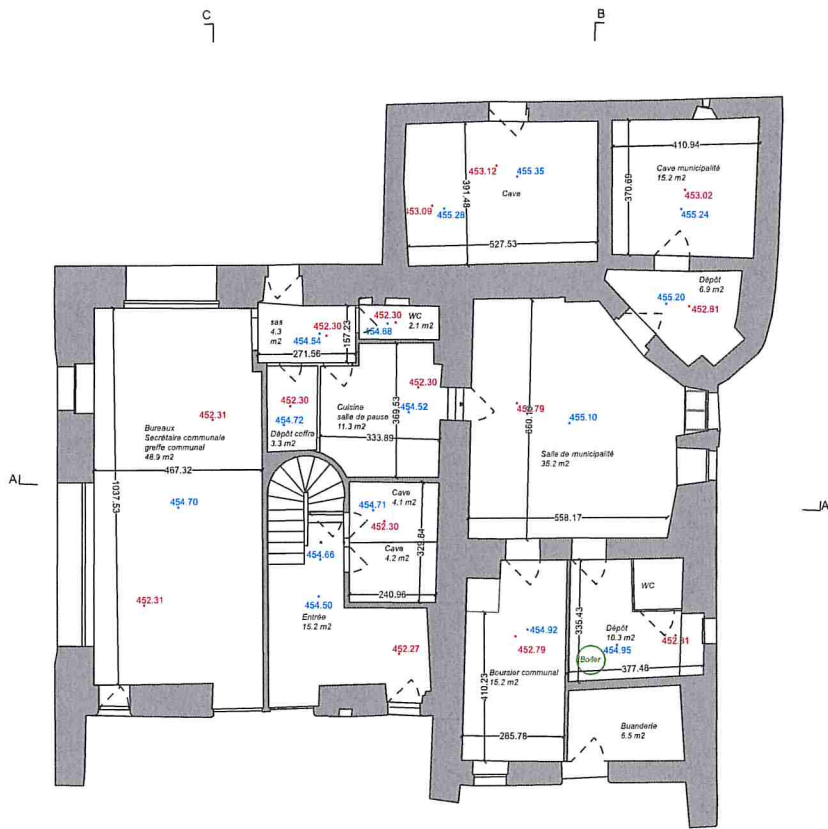 C
B
410.94
Cave municipalité
15.2 m2
370.69
453.02
455.24
453.12
455.35
391.48
Cave
453.09
455.28
527.53
Dépôt
6.9 m2
455.20
452.81
sas
4.3
m2
452.30
454.54
157.23
271.56
WC
2.1 m2
452.30
454.68
452.30
454.72
Dépôt coffre
3.3 m2
Cuisine
salle de pause
11.3 m2
369.53
452.30
454.52
333.89
452.79
455.10
Salle de municipalité
35.2 m2
558.17
Bureaux
Secrétaire communale
greffe communal
48.9 m2
452.31
467.32
1037.53
454.70
452.31
A
A
Cave
4.1 m2
454.71
452.30
Cave
4.2 m2
329.84
240.96
454.66
454.50
Entrée
15.2 m2
452.27
WC
335.43
Dépôt
10.3 m2
454.95
Boiler
377.48
454.92
452.79
Boursier communal
15.2 m2
410.23
285.78
Buanderie
6.5 m2